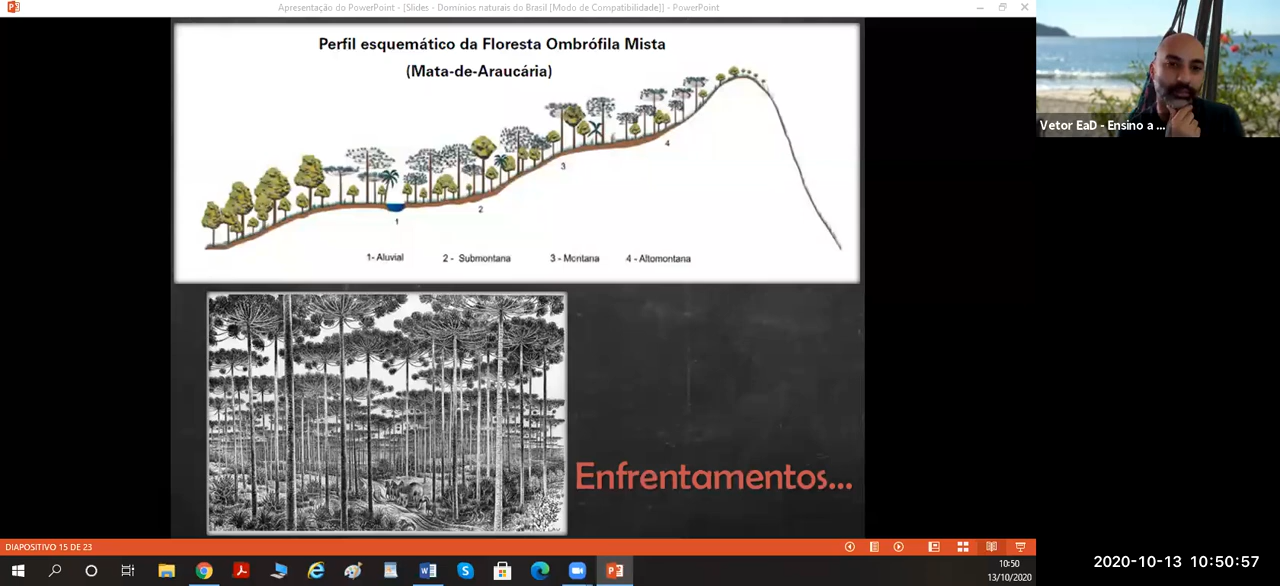 Apresentação do PowerPoint - [Slides - Domínios naturais do Brasil [Modo de Compatibilidade]] - PowerPoint
Perfil esquemático da Floresta Ombrófila Mista
(Mata-de-Araucária)
1
2
3
4
1- Aluvial 2 - Submontana 3 - Montana 4 - Altomontana
Enfrentamentos...
Vetor EaD - Ensino a ...
DIAPOSITIVO 15 DE 23
10:50
13/10/2020
2020-10-13 10:50:57